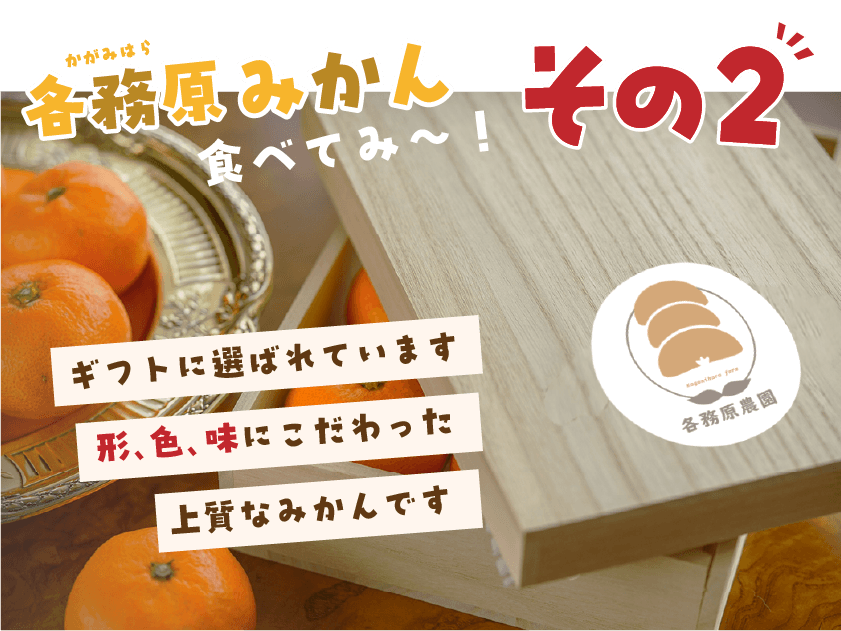 かがみはら
各務原みかん
食べてみ～！
その2
ギフトに選ばれています
形、色、味にこだわった
上質なみかんです
Kagamihara farm
各務原農園